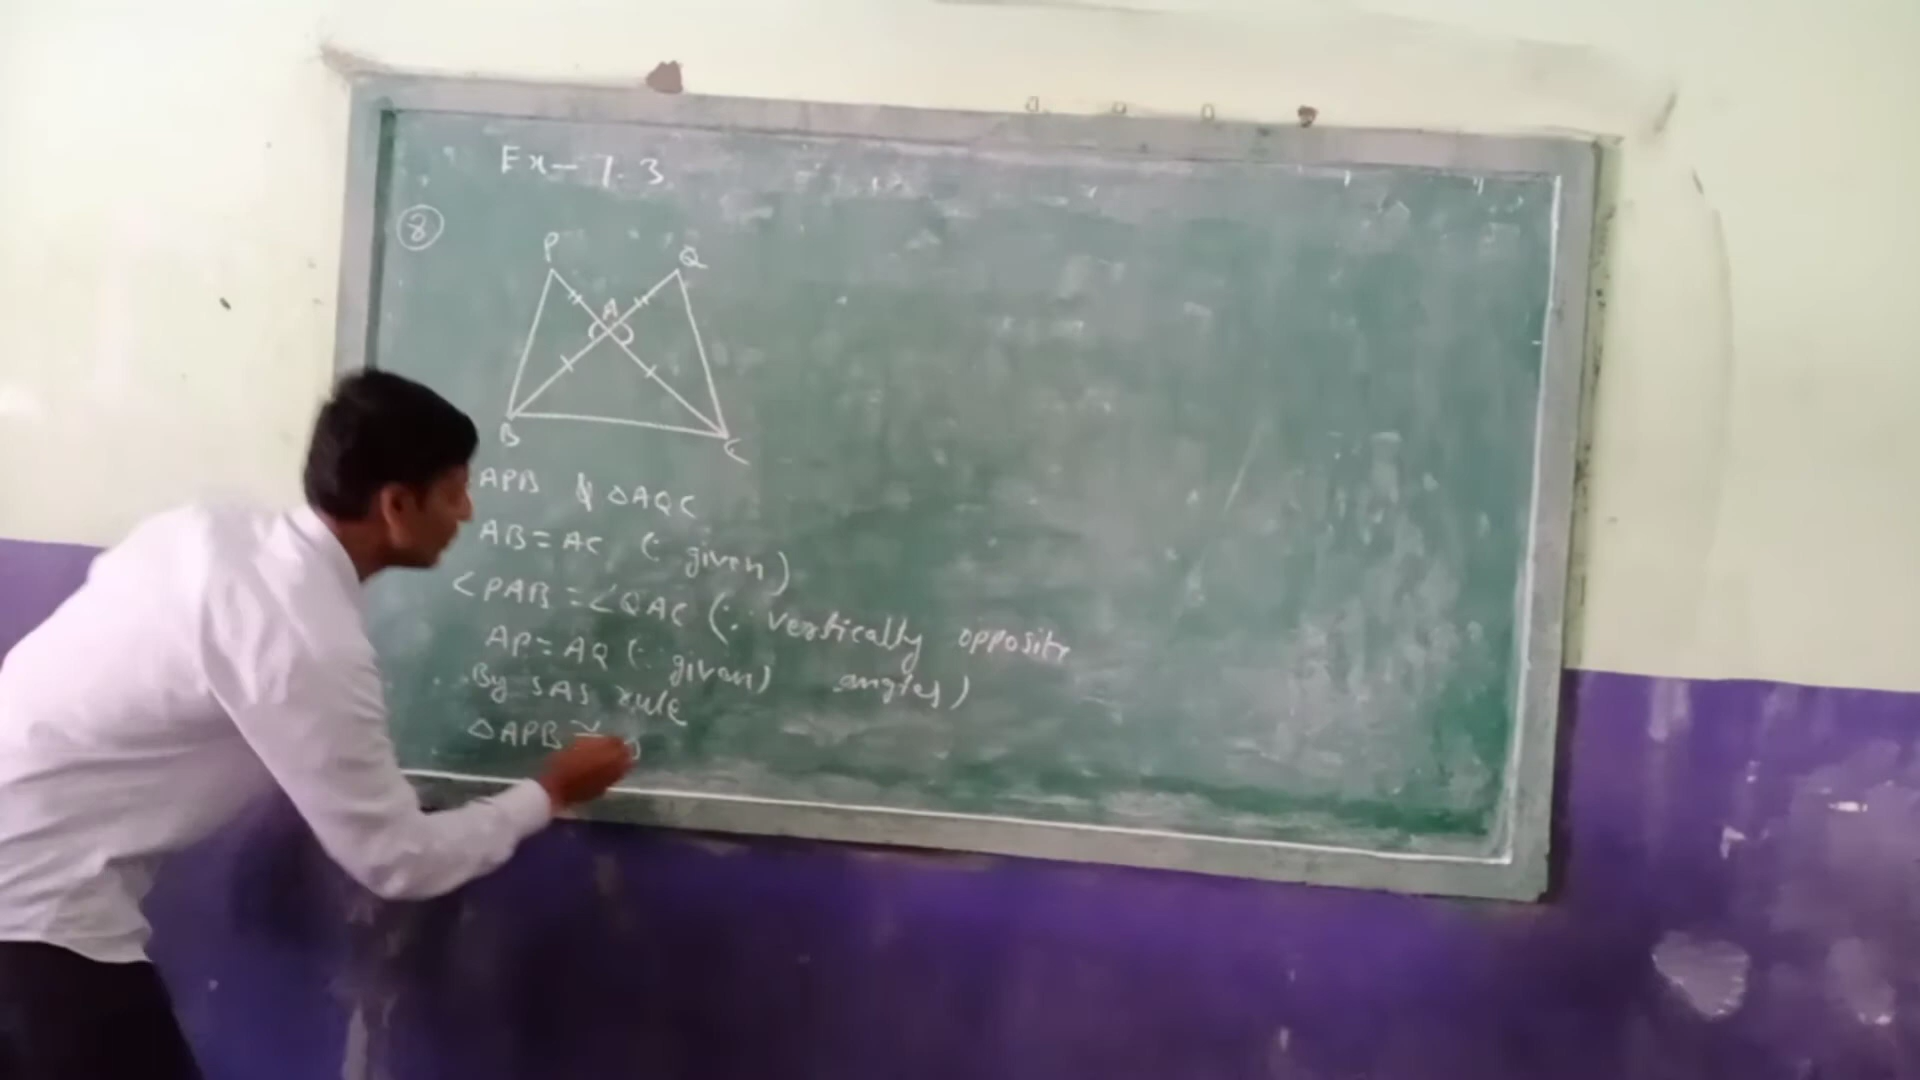 Ex- 7.3
8
P Q
A
B C
APB & △AQC
AB = AC (∵ given)
∠PAB = ∠QAC (∵ vertically opposite
angles)
AP = AQ (∵ given)
By SAS rule
△APB ≅